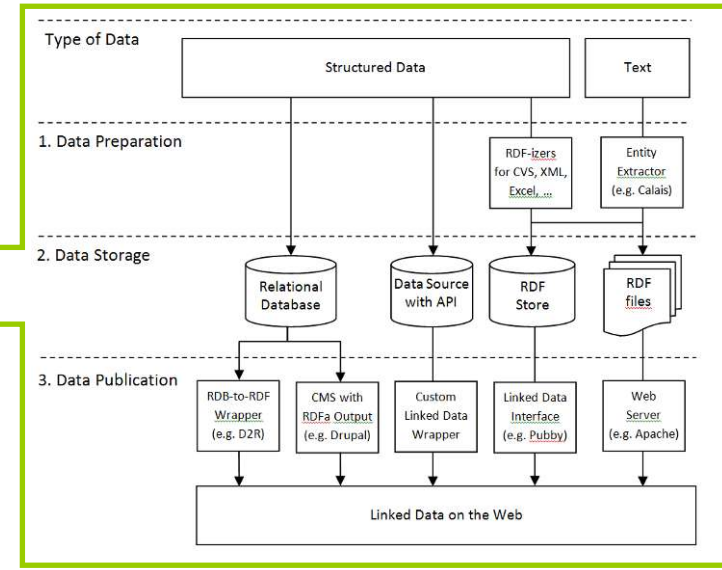 Type of Data
Structured Data
Text
1. Data Preparation
RDF-izers
for CVS, XML,
Excel, ...
Entity
Extractor
(e.g. Calais)
2. Data Storage
Relational
Database
Data Source
with API
RDF
Store
RDF
files
3. Data Publication
RDB-to-RDF
Wrapper
(e.g. D2R)
CMS with
RDFa Output
(e.g. Drupal)
Custom
Linked Data
Wrapper
Linked Data
Interface
(e.g. Pubby)
Web
Server
(e.g. Apache)
Linked Data on the Web